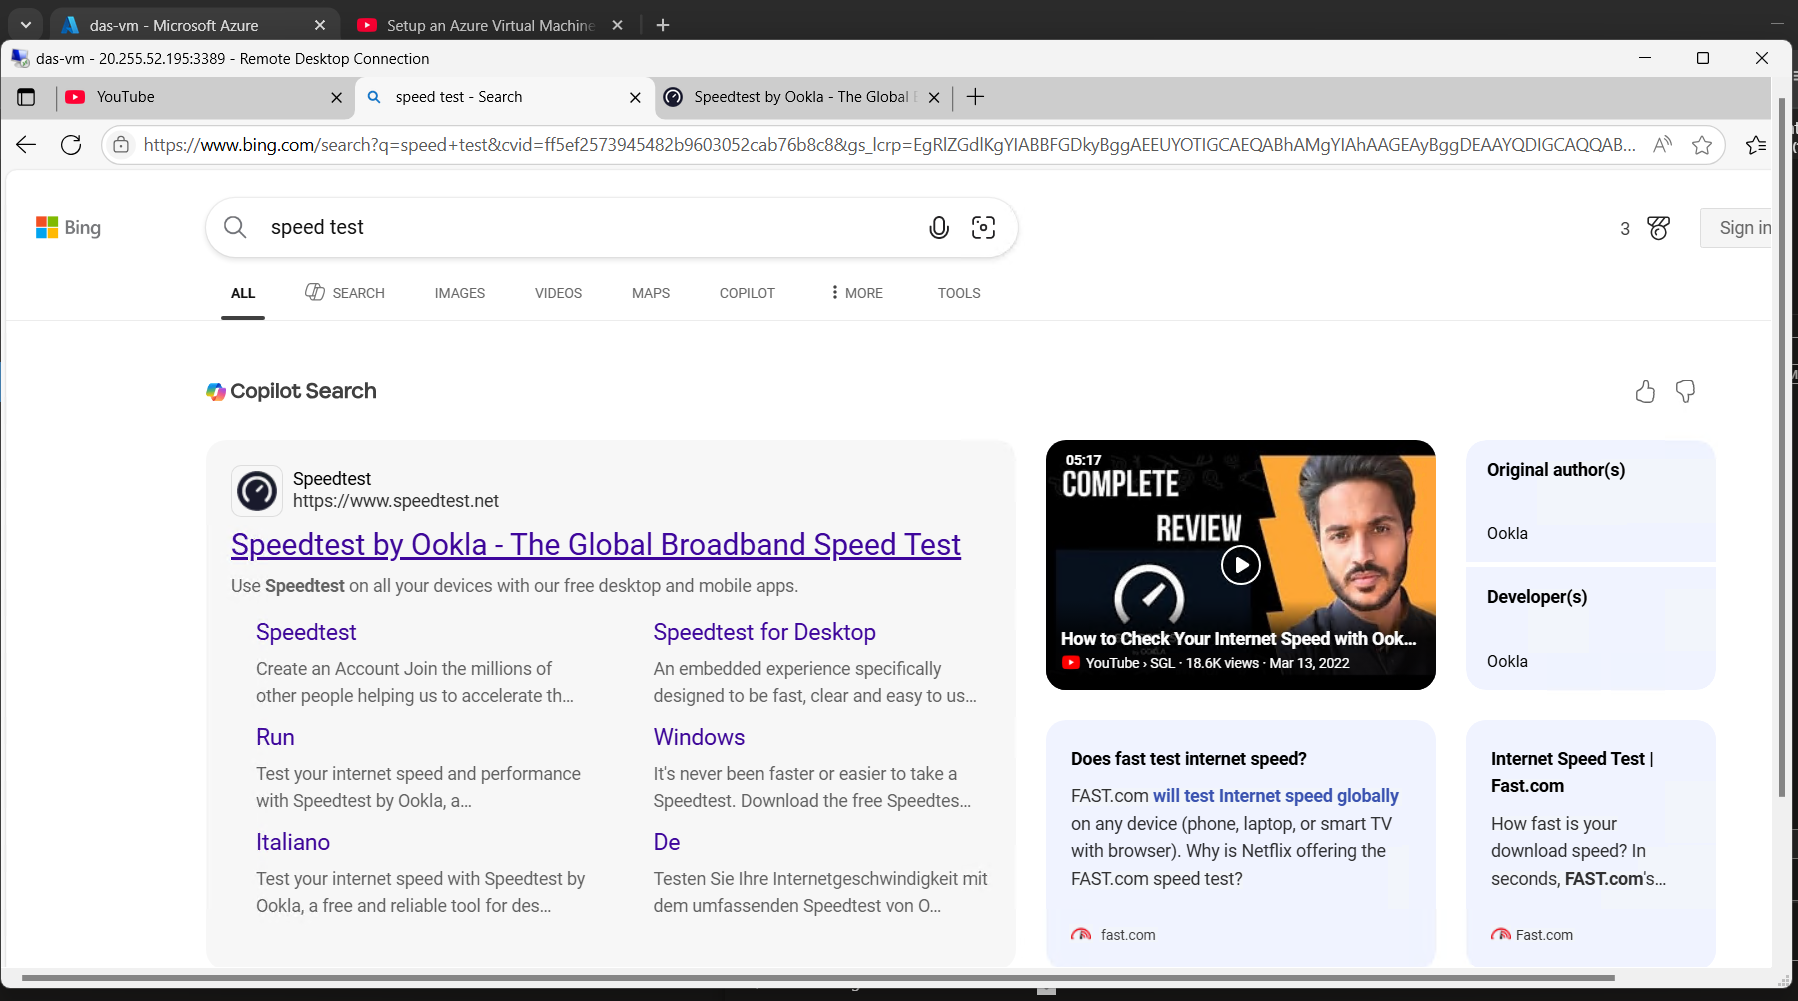 das-vm - Microsoft Azure
Setup an Azure Virtual Machine
das-vm - 20.255.52.195:3389 - Remote Desktop Connection
YouTube
speed test - Search
Speedtest by Ookla - The Global
https://www.bing.com/search?q=speed+test&cvid=ff5ef2573945482b9603052cab76b8c8&gs_lcrp=EgRlZGdlKgYIABBFGDkyBggAEEUYOTIGCAEQABhAMgYIAhAAGEAyBggDEAAYQDIGCAQQAB...
Bing
speed test
3
Sign in
ALL
SEARCH
IMAGES
VIDEOS
MAPS
COPILOT
MORE
TOOLS
Copilot Search
Speedtest
https://www.speedtest.net
Speedtest by Ookla - The Global Broadband Speed Test
Use Speedtest on all your devices with our free desktop and mobile apps.
Speedtest
Create an Account Join the millions of
other people helping us to accelerate th...
Speedtest for Desktop
An embedded experience specifically
designed to be fast, clear and easy to us...
Run
Test your internet speed and performance
with Speedtest by Ookla, a...
Windows
It's never been faster or easier to take a
Speedtest. Download the free Speedtes...
Italiano
Test your internet speed with Speedtest by
Ookla, a free and reliable tool for des...
De
Testen Sie Ihre Internetgeschwindigkeit mit
dem umfassenden Speedtest von O...
05:17
COMPLETE
REVIEW
How to Check Your Internet Speed with Ook...
YouTube › SGL · 18.6K views · Mar 13, 2022
Original author(s)
Ookla
Developer(s)
Ookla
Does fast test internet speed?
FAST.com will test Internet speed globally
on any device (phone, laptop, or smart TV
with browser). Why is Netflix offering the
FAST.com speed test?
fast.com
Internet Speed Test |
Fast.com
How fast is your
download speed? In
seconds, FAST.com's...
Fast.com